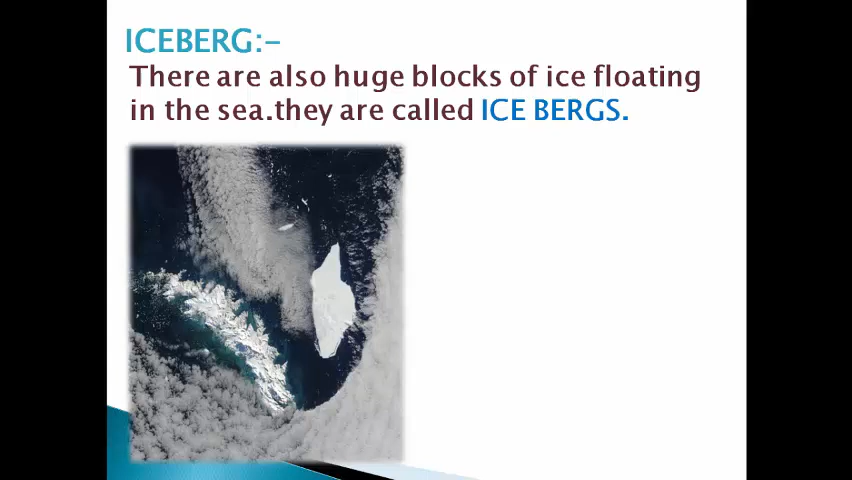 ICEBERG:-
There are also huge blocks of ice floating
in the sea.they are called ICE BERGS.